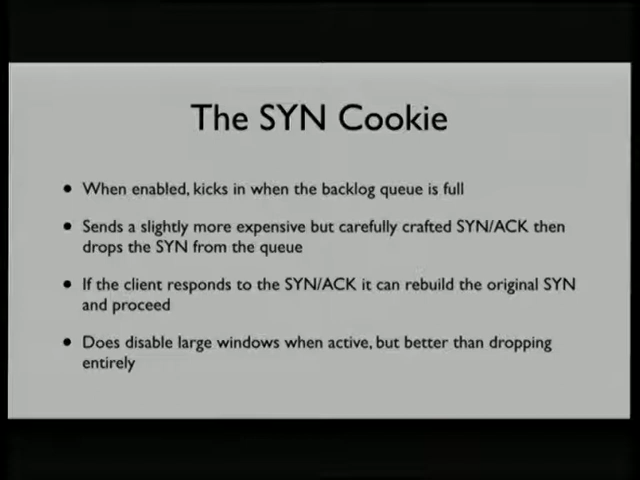 The SYN Cookie
• When enabled, kicks in when the backlog queue is full
• Sends a slightly more expensive but carefully crafted SYN/ACK then
drops the SYN from the queue
• If the client responds to the SYN/ACK it can rebuild the original SYN
and proceed
• Does disable large windows when active, but better than dropping
entirely